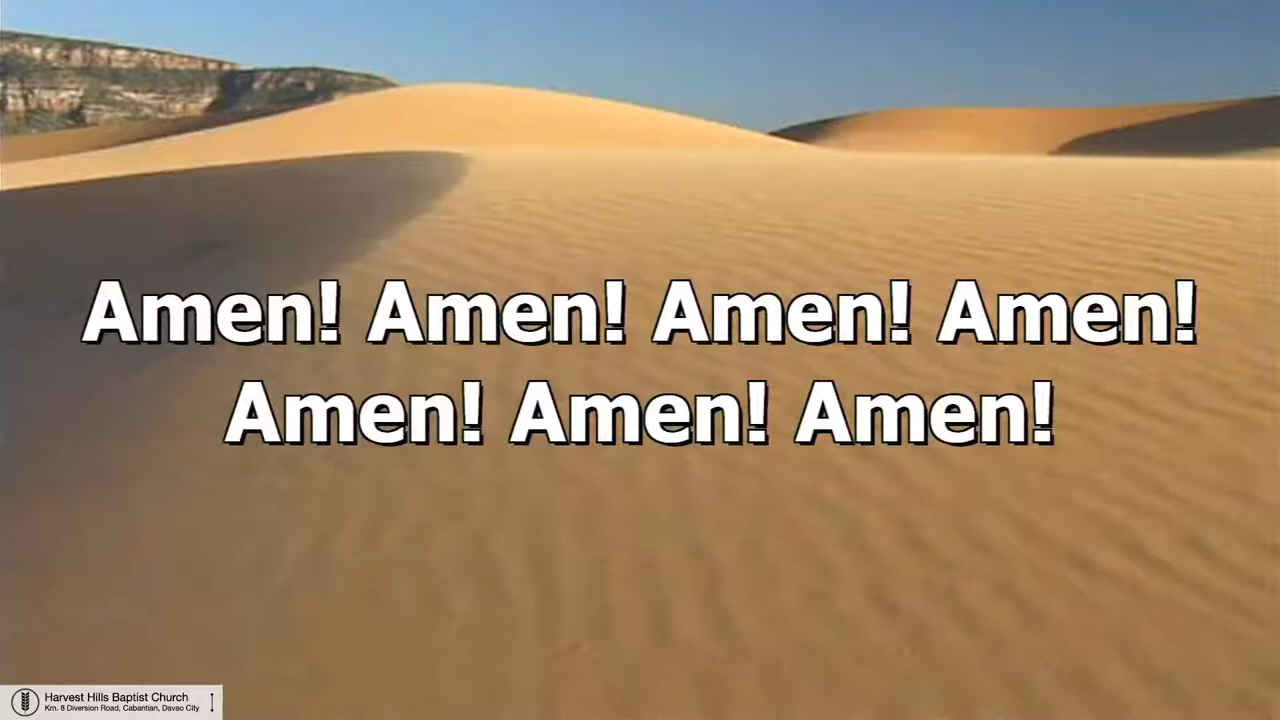 Amen! Amen! Amen! Amen!
Amen! Amen! Amen!
Harvest Hills Baptist Church
Km. 8 Diversion Road, Cabantian, Davao City